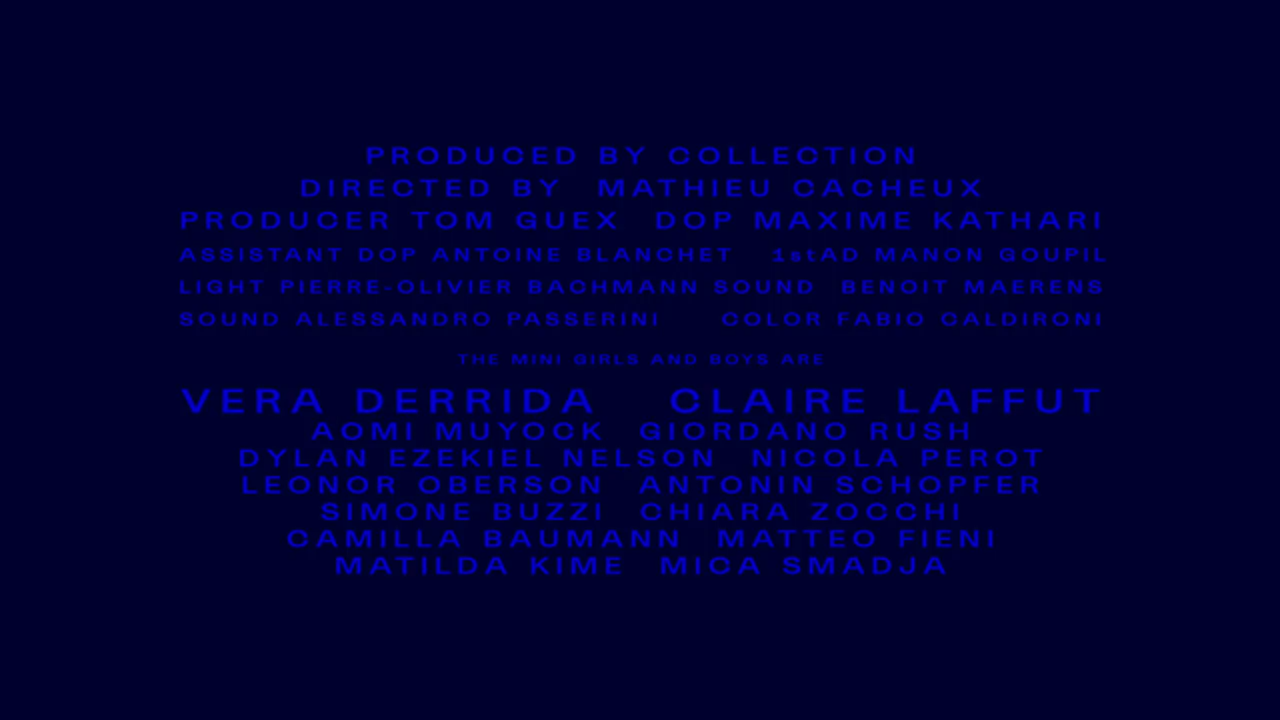 PRODUCED BY COLLECTION
DIRECTED BY MATHIEU CACHEUX
PRODUCER TOM GUEX DOP MAXIME KATHARI
ASSISTANT DOP ANTOINE BLANCHET 1stAD MANON GOUPIL
LIGHT PIERRE-OLIVIER BACHMANN SOUND BENOIT MAERENS
SOUND ALESSANDRO PASSERINI COLOR FABIO CALDIRONI
THE MINI GIRLS AND BOYS ARE
VERA DERRIDA CLAIRE LAFFUT
AOMI MUYOCK GIORDANO RUSH
DYLAN EZEKIEL NELSON NICOLA PEROT
LEONOR OBERSON ANTONIN SCHOPFER
SIMONE BUZZI CHIARA ZOCCHI
CAMILLA BAUMANN MATTEO FIENI
MATILDA KIME MICA SMADJA